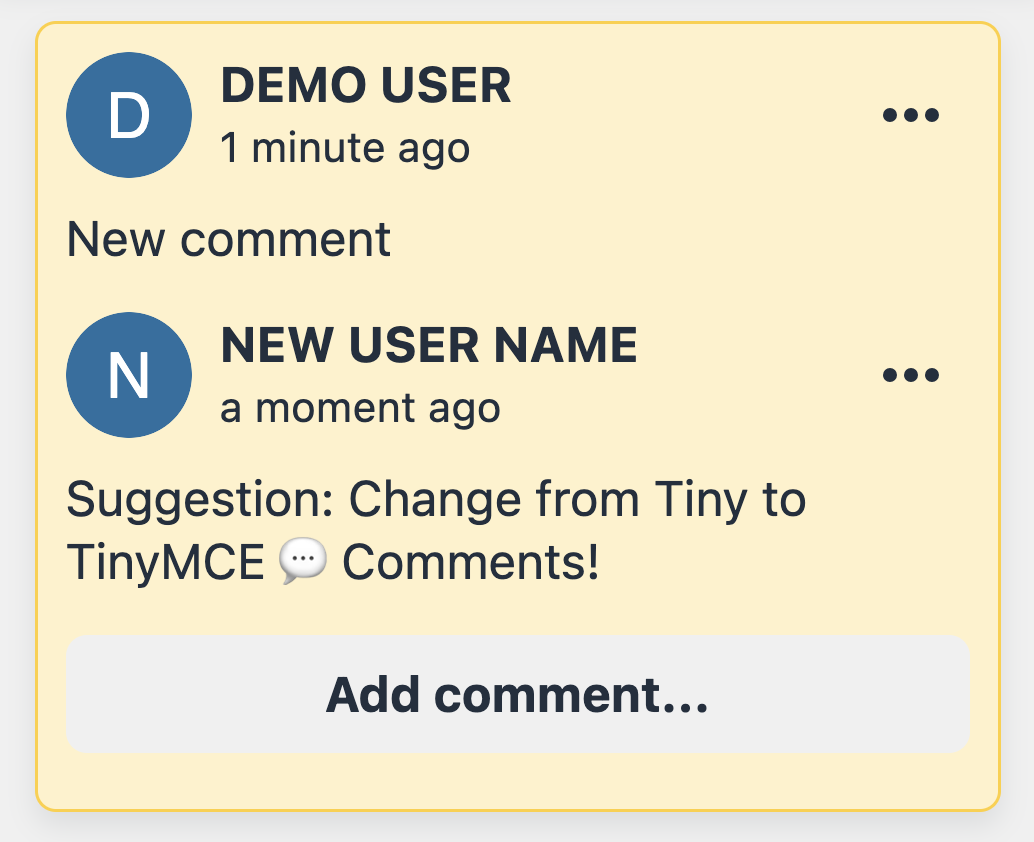 D
DEMO USER
1 minute ago
New comment
N
NEW USER NAME
a moment ago
Suggestion: Change from Tiny to
TinyMCE 💬 Comments!
Add comment...